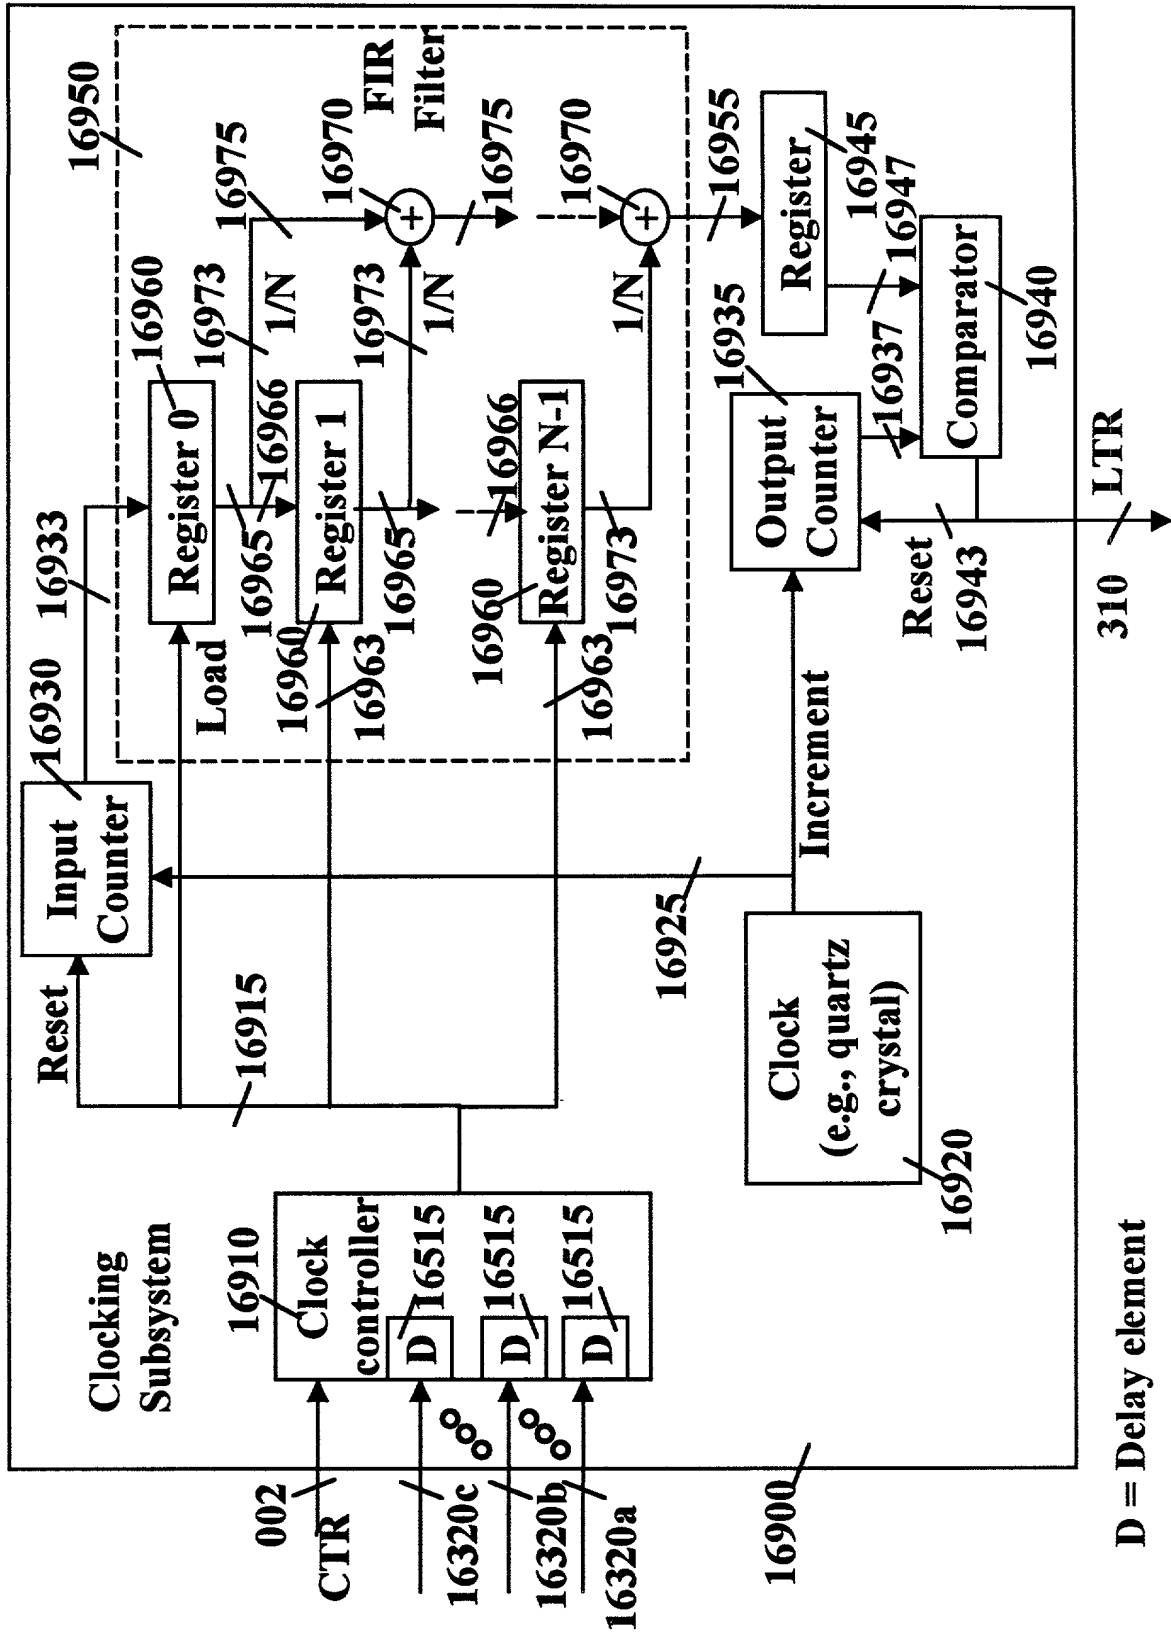 Clocking
Subsystem
002
CTR
16320c
16320b
16320a
16900
16910
Clock
controller
D
16515
D
16515
D
16515
16915
Reset
Input
Counter
16930
16933
16925
Clock
(e.g., quartz
crystal)
16920
Increment
16950
FIR
Filter
Load
Register 0
16960
16965
16966
16973
1/N
16975
16970
16960
16963
Register 1
16965
16973
1/N
16975
16960
16963
16966
Register N-1
16973
1/N
16970
16955
Register
16945
16947
Output
Counter
16935
16937
Comparator
16940
Reset
16943
310
LTR
D = Delay element